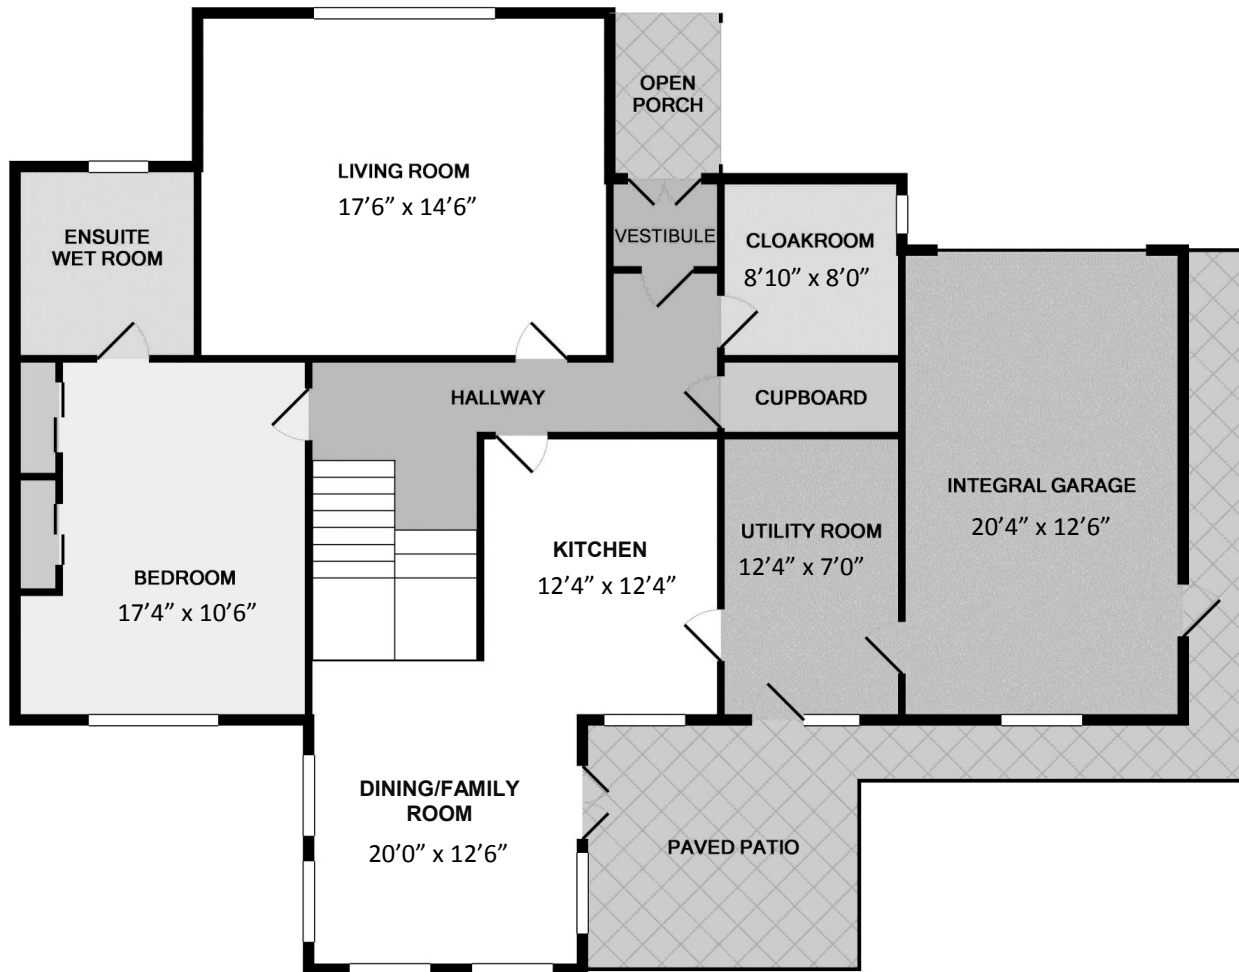 OPEN
PORCH
LIVING ROOM
17’6” x 14’6”
ENSUITE
WET ROOM
VESTIBULE
CLOAKROOM
8’10” x 8’0”
HALLWAY
CUPBOARD
INTEGRAL GARAGE
20’4” x 12’6”
UTILITY ROOM
12’4” x 7’0”
KITCHEN
12’4” x 12’4”
BEDROOM
17’4” x 10’6”
DINING/FAMILY
ROOM
20’0” x 12’6”
PAVED PATIO